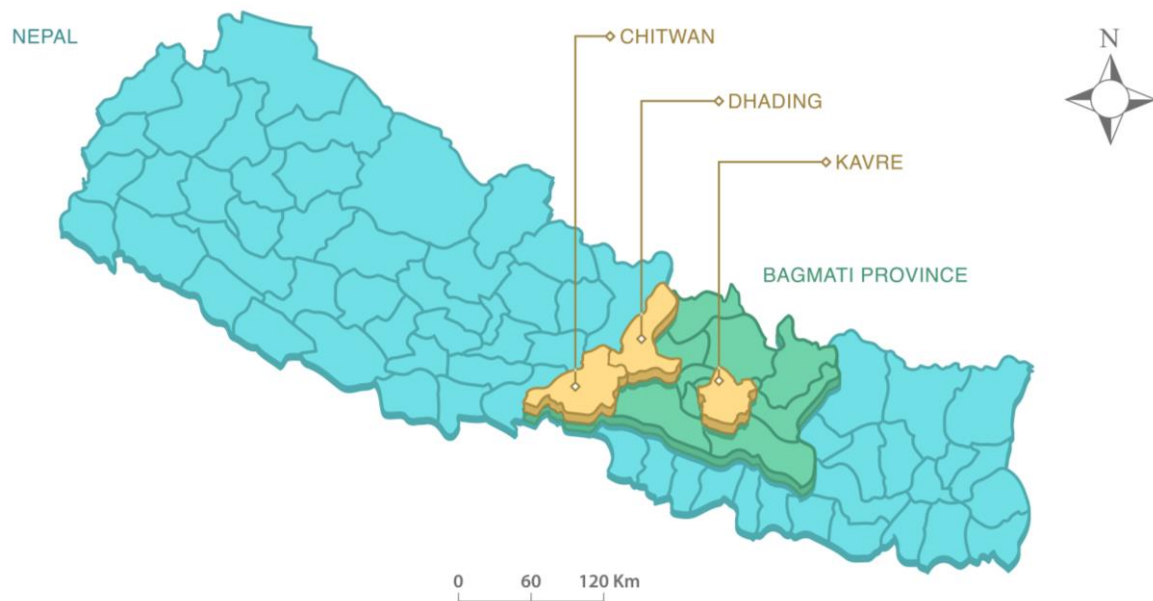 NEPAL
CHITWAN
N
DHADING
KAVRE
BAGMATI PROVINCE
0 60 120 Km